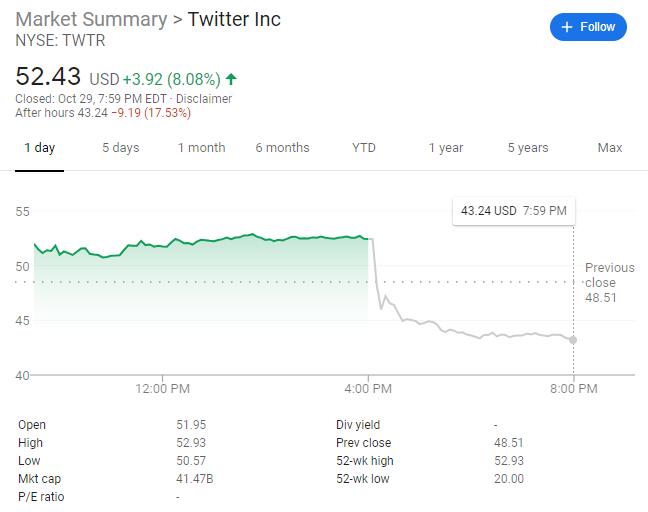 Market Summary > Twitter Inc
NYSE: TWTR
+ Follow
52.43 USD +3.92 (8.08%)
Closed: Oct 29, 7:59 PM EDT · Disclaimer
After hours 43.24 −9.19 (17.53%)
1 day 5 days 1 month 6 months YTD 1 year 5 years Max
43.24 USD 7:59 PM
55
50
45
40
Previous
close
48.51
12:00 PM 4:00 PM 8:00 PM
Open 51.95 Div yield -
High 52.93 Prev close 48.51
Low 50.57 52-wk high 52.93
Mkt cap 41.47B 52-wk low 20.00
P/E ratio -